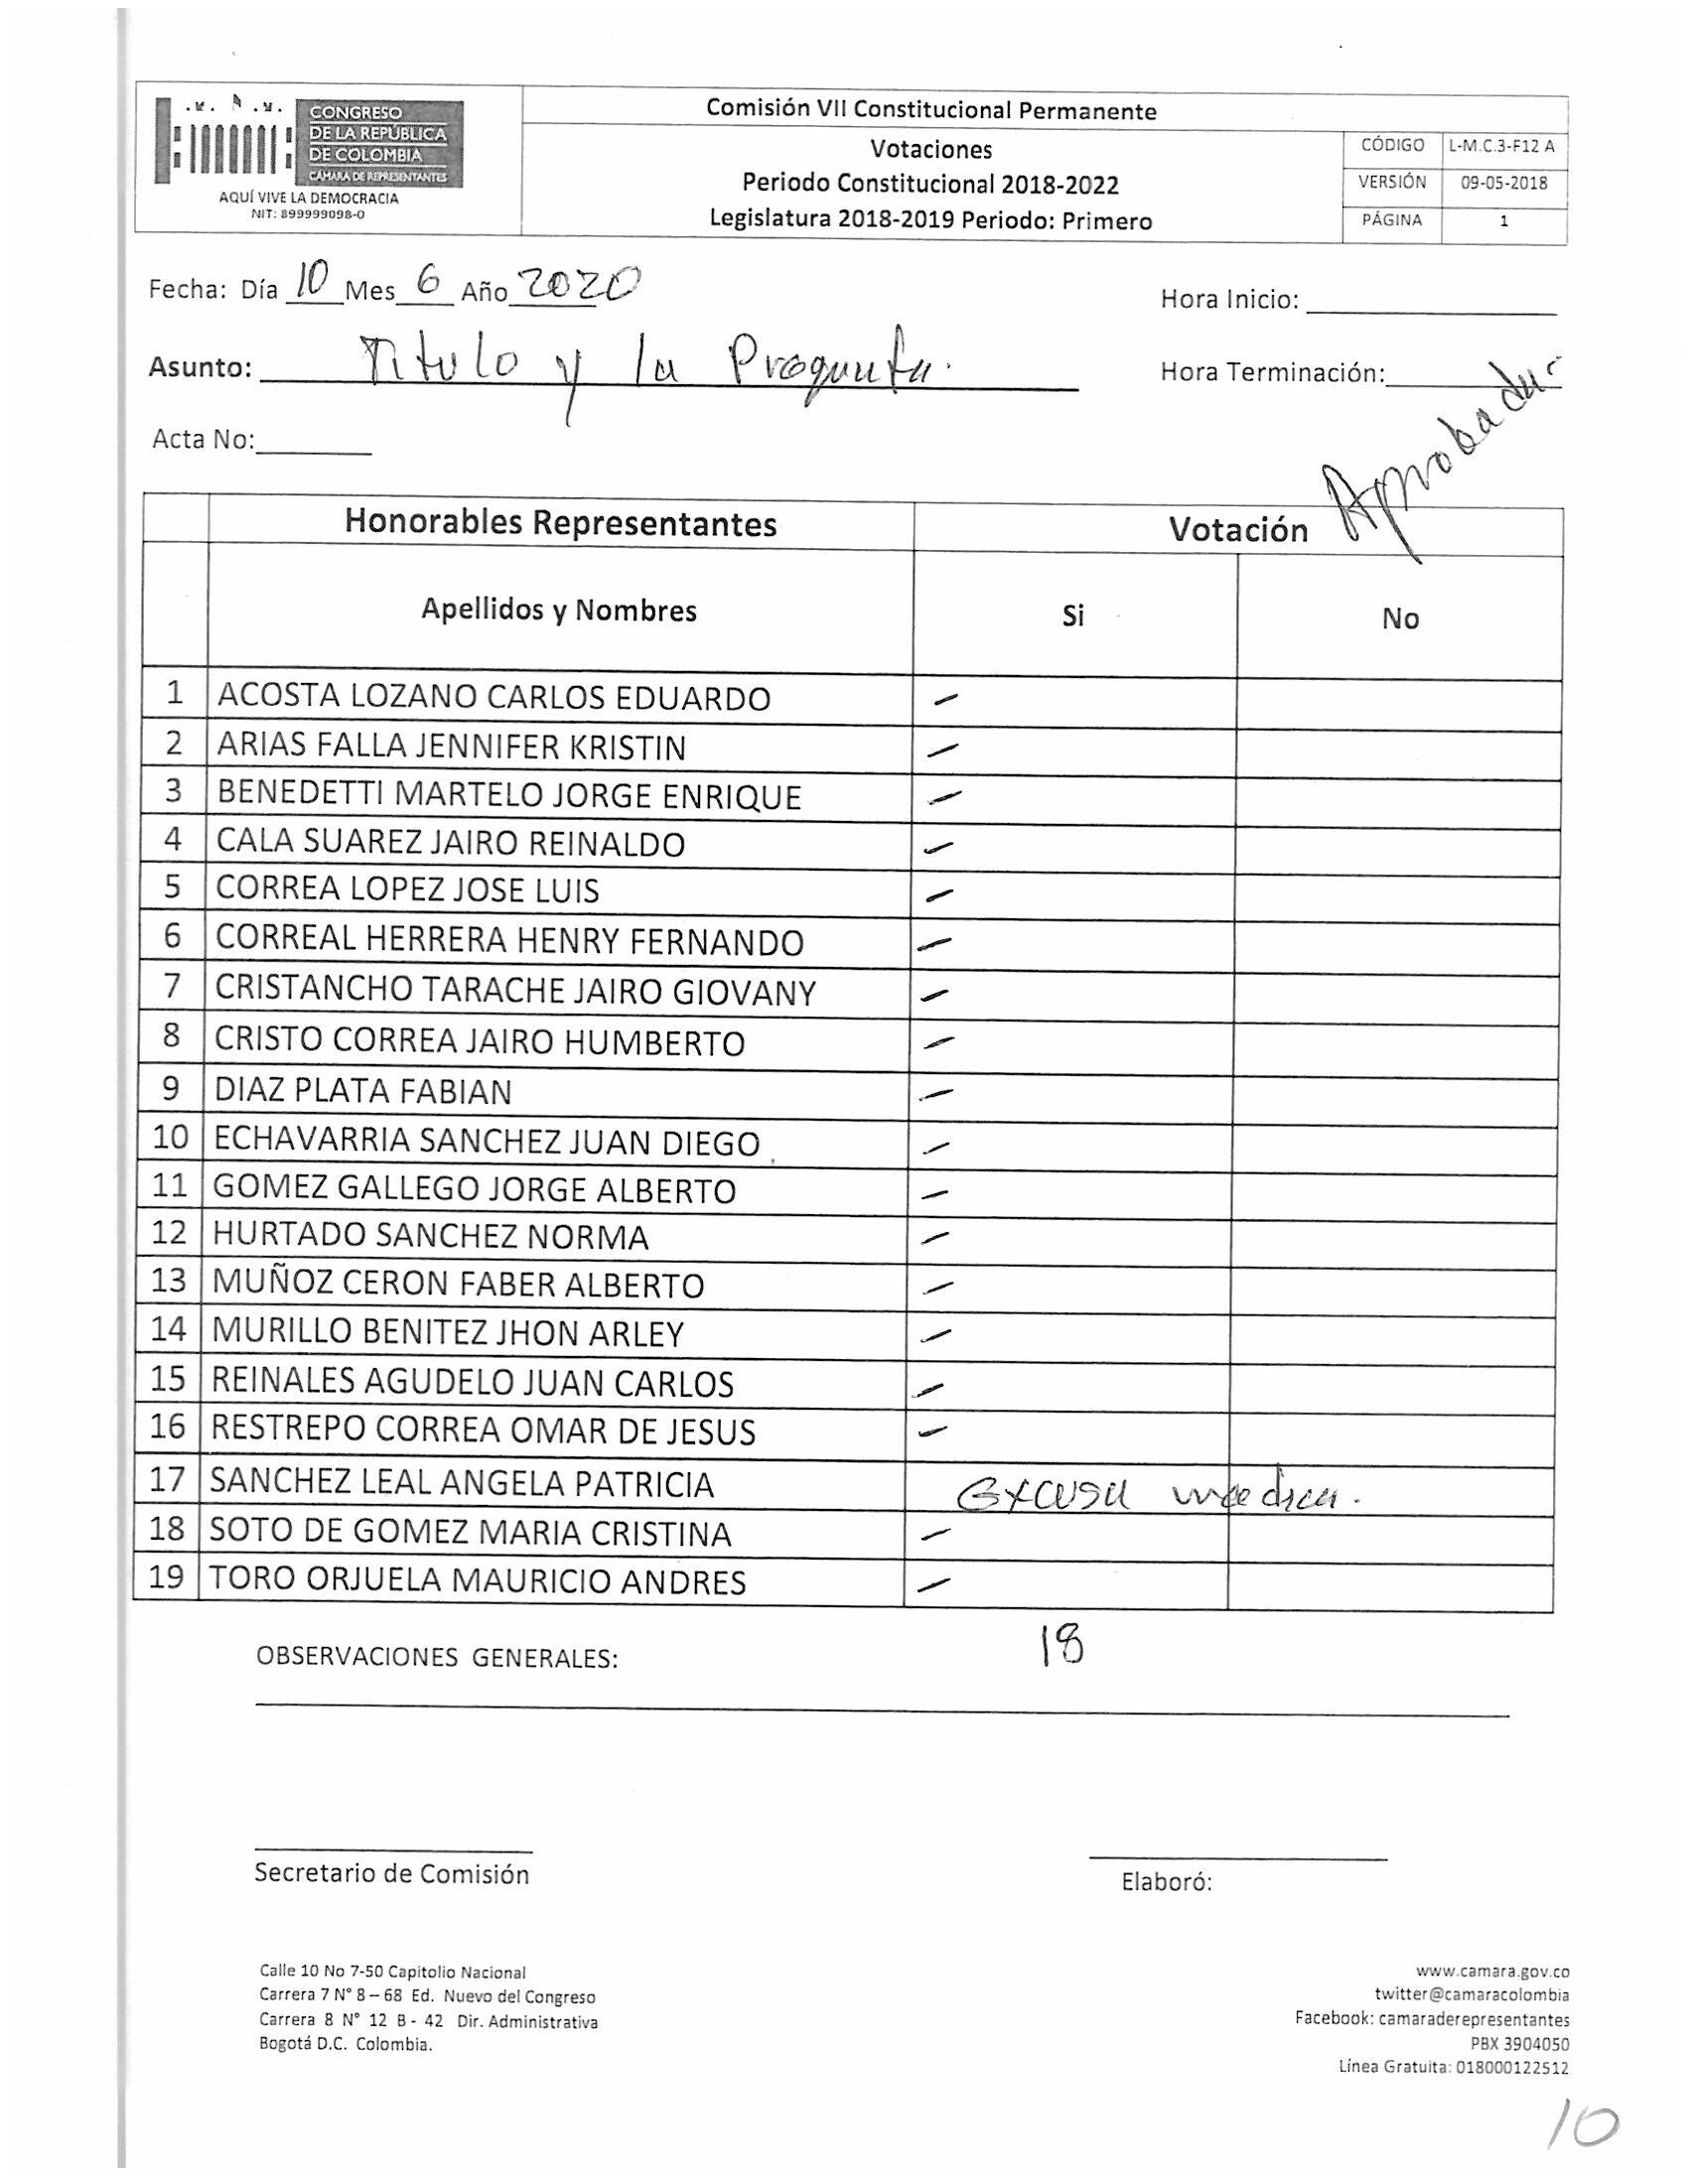 CONGRESO
DE LA REPÚBLICA
DE COLOMBIA
CÁMARA DE REPRESENTANTES
AQUÍ VIVE LA DEMOCRACIA
NIT: 899999098-0
Comisión VII Constitucional Permanente
Votaciones
Periodo Constitucional 2018-2022
Legislatura 2018-2019 Periodo: Primero
CÓDIGO L-M.C.3-F12 A
VERSIÓN 09-05-2018
PÁGINA 1
Fecha: Día 10 Mes 6 Año 2020
Hora Inicio:
Asunto: Titulo y la Pregunta.
Hora Terminación:
Acta No:
Aprobado
Honorables Representantes Votación
Apellidos y Nombres Si No
1 ACOSTA LOZANO CARLOS EDUARDO –
2 ARIAS FALLA JENNIFER KRISTIN –
3 BENEDETTI MARTELO JORGE ENRIQUE –
4 CALA SUAREZ JAIRO REINALDO –
5 CORREA LOPEZ JOSE LUIS –
6 CORREAL HERRERA HENRY FERNANDO –
7 CRISTANCHO TARACHE JAIRO GIOVANY –
8 CRISTO CORREA JAIRO HUMBERTO –
9 DIAZ PLATA FABIAN –
10 ECHAVARRIA SANCHEZ JUAN DIEGO –
11 GOMEZ GALLEGO JORGE ALBERTO –
12 HURTADO SANCHEZ NORMA –
13 MUÑOZ CERON FABER ALBERTO –
14 MURILLO BENITEZ JHON ARLEY –
15 REINALES AGUDELO JUAN CARLOS –
16 RESTREPO CORREA OMAR DE JESUS –
17 SANCHEZ LEAL ANGELA PATRICIA Excusa medica.
18 SOTO DE GOMEZ MARIA CRISTINA –
19 TORO ORJUELA MAURICIO ANDRES –
18
OBSERVACIONES GENERALES:
Secretario de Comisión
Elaboró:
Calle 10 No 7-50 Capitolio Nacional
Carrera 7 N° 8 – 68 Ed. Nuevo del Congreso
Carrera 8 N° 12 B - 42 Dir. Administrativa
Bogotá D.C. Colombia.
www.camara.gov.co
twitter@camaracolombia
Facebook: camaraderepresentantes
PBX 3904050
Línea Gratuita: 018000122512
10